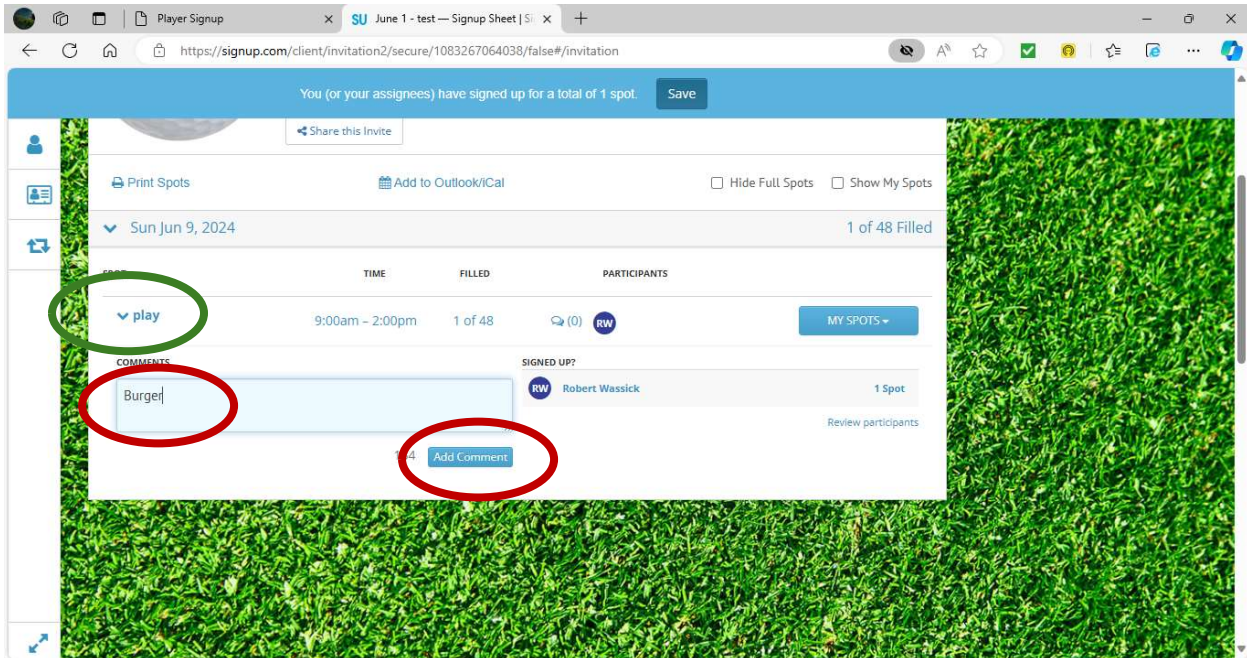 Player Signup
SU June 1 - test — Signup Sheet | Si
https://signup.com/client/invitation2/secure/1083267064038/false#/invitation
You (or your assignees) have signed up for a total of 1 spot. Save
Share this Invite
Print Spots Add to Outlook/iCal Hide Full Spots Show My Spots
Sun Jun 9, 2024 1 of 48 Filled
TIME FILLED PARTICIPANTS
play 9:00am – 2:00pm 1 of 48 (0) RW MY SPOTS
COMMENTS SIGNED UP?
Burger RW Robert Wassick 1 Spot
Review participants
Add Comment